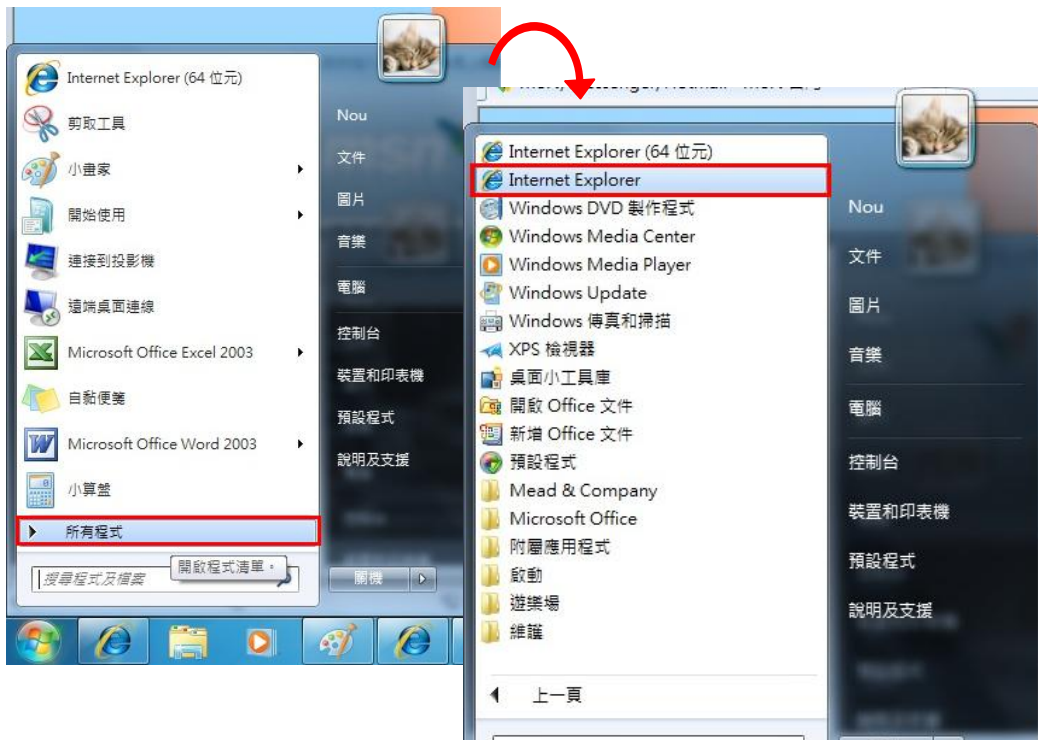 Internet Explorer (64 位元)
剪取工具
小畫家
開始使用
連接到投影機
遠端桌面連線
Microsoft Office Excel 2003
自黏便箋
Microsoft Office Word 2003
小算盤
所有程式
開啟程式清單。
搜尋程式及檔案
Nou
文件
圖片
音樂
電腦
控制台
裝置和印表機
預設程式
說明及支援
關機
Internet Explorer (64 位元)
Internet Explorer
Windows DVD 製作程式
Windows Media Center
Windows Media Player
Windows Update
Windows 傳真和掃描
XPS 檢視器
桌面小工具庫
開啟 Office 文件
新增 Office 文件
預設程式
Mead & Company
Microsoft Office
附屬應用程式
啟動
遊樂場
維護
上一頁
Nou
文件
圖片
音樂
電腦
控制台
裝置和印表機
預設程式
說明及支援